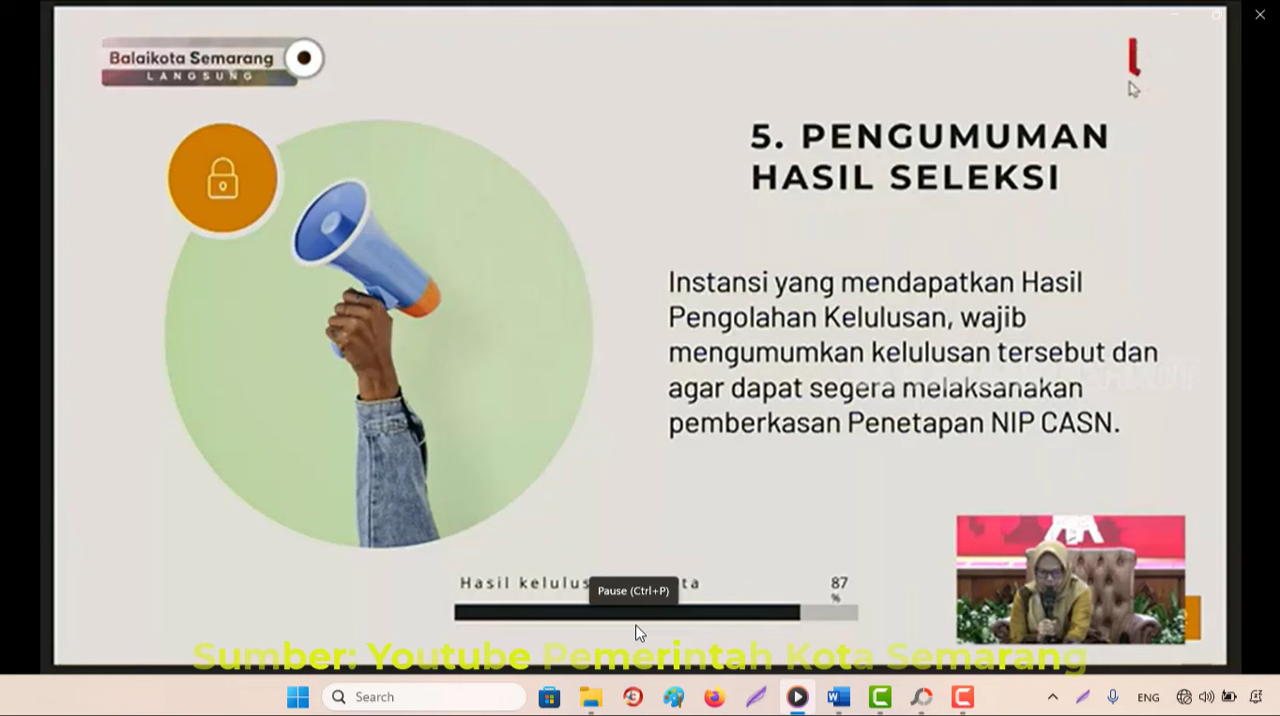 Balaikota Semarang
LANGSUNG
5. PENGUMUMAN
HASIL SELEKSI
Instansi yang mendapatkan Hasil
Pengolahan Kelulusan, wajib
mengumumkan kelulusan tersebut dan
agar dapat segera melaksanakan
pemberkasan Penetapan NIP CASN.
Hasil
87
%
Pause (Ctrl+P)
Sumber: Youtube Pemerintah Kota Semarang
Search
ENG